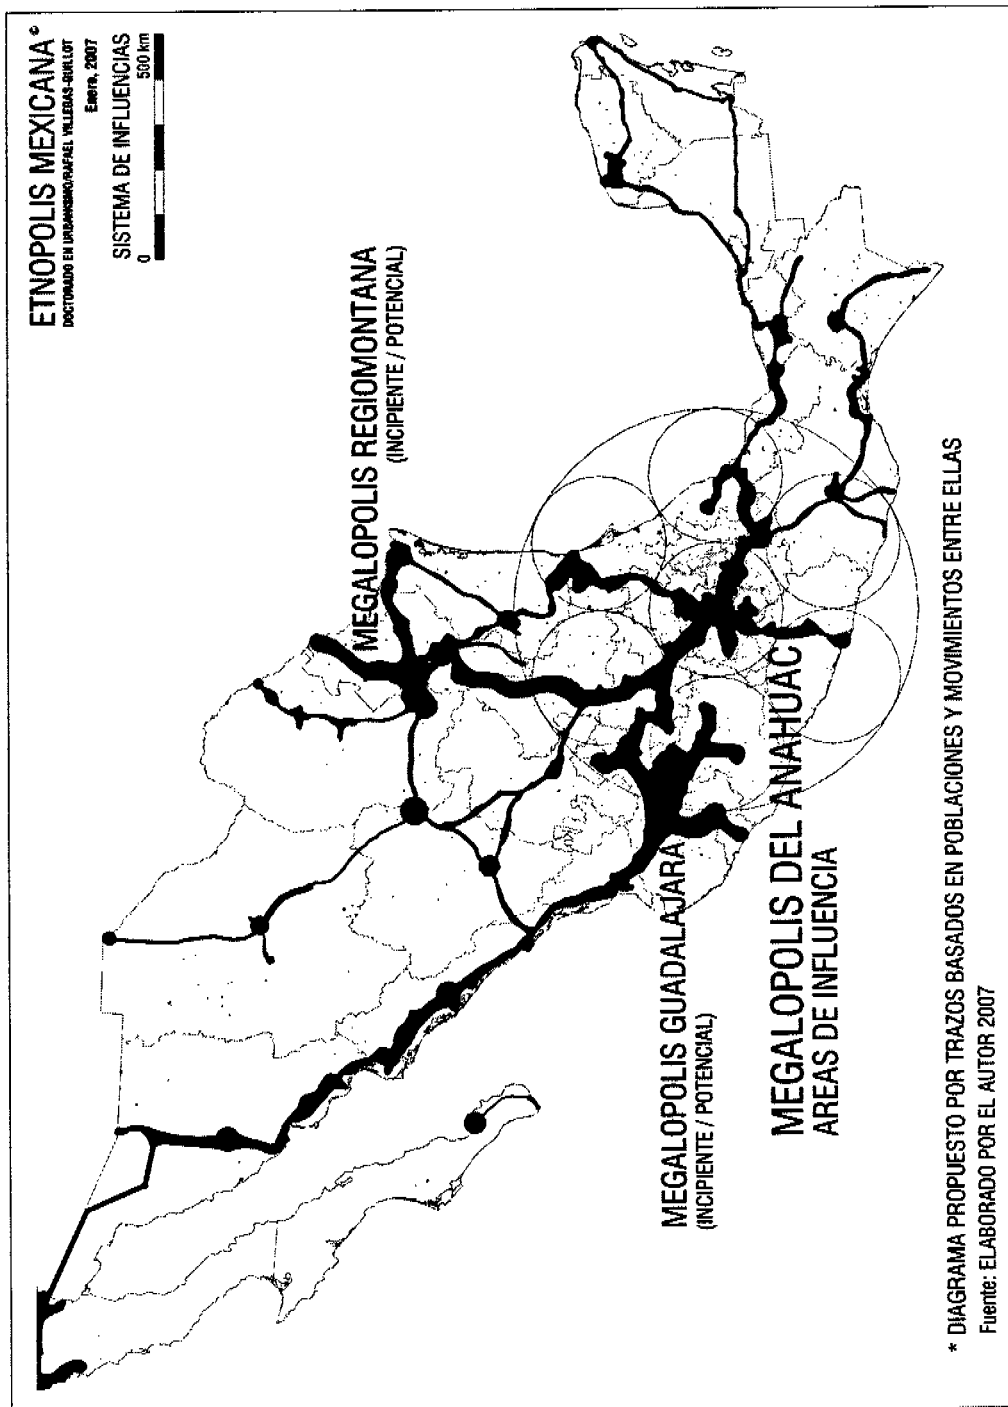 ETNOPOLIS MEXICANA©
DOCTORADO EN URBANISMO/RAFAEL VILLEGAS-GUILLOT
Enero, 2007
SISTEMA DE INFLUENCIAS
0 500 km
MEGALOPOLIS REGIOMONTANA
(INCIPIENTE / POTENCIAL)
MEGALOPOLIS GUADALAJARA
(INCIPIENTE / POTENCIAL)
MEGALOPOLIS DEL ANAHUAC
AREAS DE INFLUENCIA
* DIAGRAMA PROPUESTO POR TRAZOS BASADOS EN POBLACIONES Y MOVIMIENTOS ENTRE ELLAS
Fuente: ELABORADO POR EL AUTOR 2007